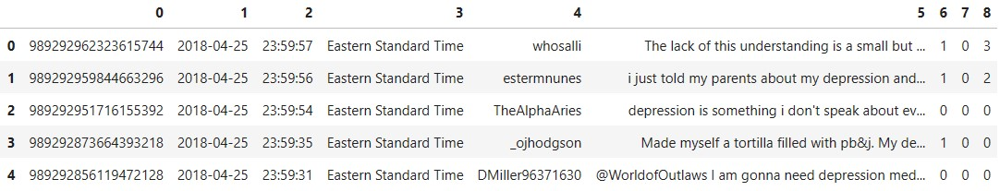 0 1 2 3 4 5 6 7 8
0 989292962323615744 2018-04-25 23:59:57 Eastern Standard Time whosalli The lack of this understanding is a small but ... 1 0 3
1 989292959844663296 2018-04-25 23:59:56 Eastern Standard Time estermnunes i just told my parents about my depression and... 1 0 2
2 989292951716155392 2018-04-25 23:59:54 Eastern Standard Time TheAlphaAries depression is something i don't speak about ev... 0 0 0
3 989292873664393218 2018-04-25 23:59:35 Eastern Standard Time _ojhodgson Made myself a tortilla filled with pb&j. My de... 1 0 0
4 989292856119472128 2018-04-25 23:59:31 Eastern Standard Time DMiller96371630 @WorldofOutlaws I am gonna need depression med... 0 0 0